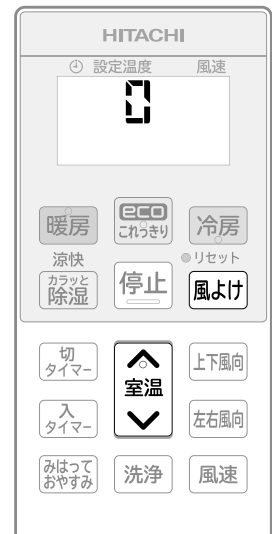 HITACHI
設定温度 風速
0
暖房
eco
これっきり
冷房
涼快
カラッと
除湿
停止
リセット
風よけ
切
タイマー
室温
上下風向
入
タイマー
左右風向
みはって
おやすみ
洗浄
風速